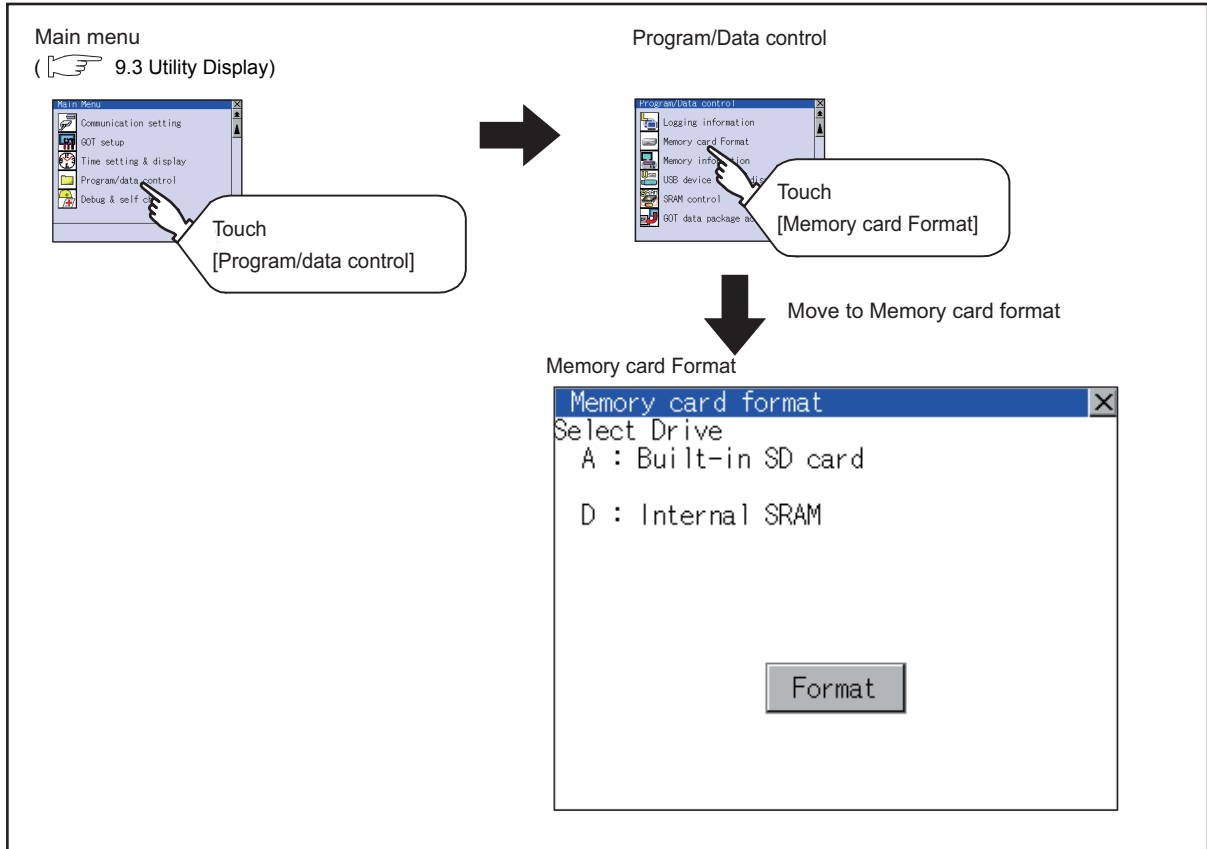 Main menu
( 9.3 Utility Display)
Main Menu
Communication setting
GOT setup
Time setting & display
Program/data control
Debug & self
Touch
[Program/data control]
Program/Data control
Program/Data control
Logging information
Memory card Format
Memory
USB device
SRAM control
GOT data package
Touch
[Memory card Format]
Move to Memory card format
Memory card Format
Memory card format
Select Drive
A : Built-in SD card
D : Internal SRAM
Format